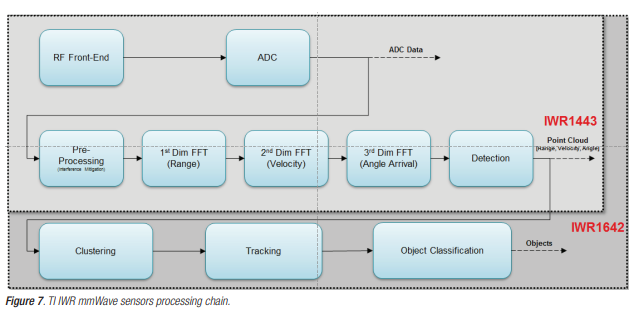 RF Front-End
ADC
ADC Data
IWR1443
Pre-
Processing
(Interference Mitigation)
1st Dim FFT
(Range)
2nd Dim FFT
(Velocity)
3rd Dim FFT
(Angle Arrival)
Detection
Point Cloud
[Range, Velocity, Angle]
IWR1642
Clustering
Tracking
Object Classification
Objects
Figure 7. TI IWR mmWave sensors processing chain.